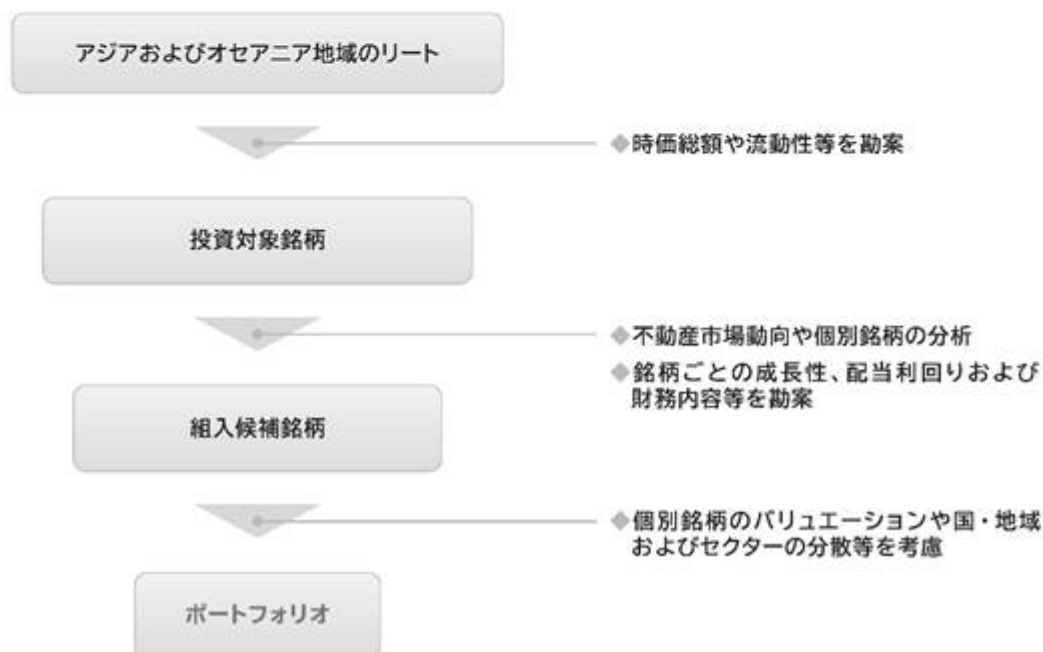 アジアおよびオセアニア地域のリート
◆時価総額や流動性等を勘案
投資対象銘柄
◆不動産市場動向や個別銘柄の分析
◆銘柄ごとの成長性、配当利回りおよび
財務内容等を勘案
組入候補銘柄
◆個別銘柄のバリュエーションや国・地域
およびセクターの分散等を考慮
ポートフォリオ